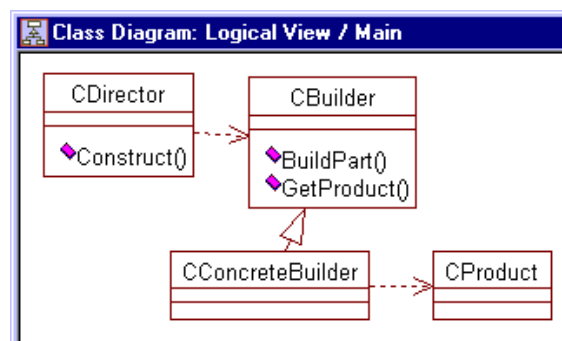 Class Diagram: Logical View / Main
CDirector
Construct()
CBuilder
BuildPart()
GetProduct()
CConcreteBuilder
CProduct